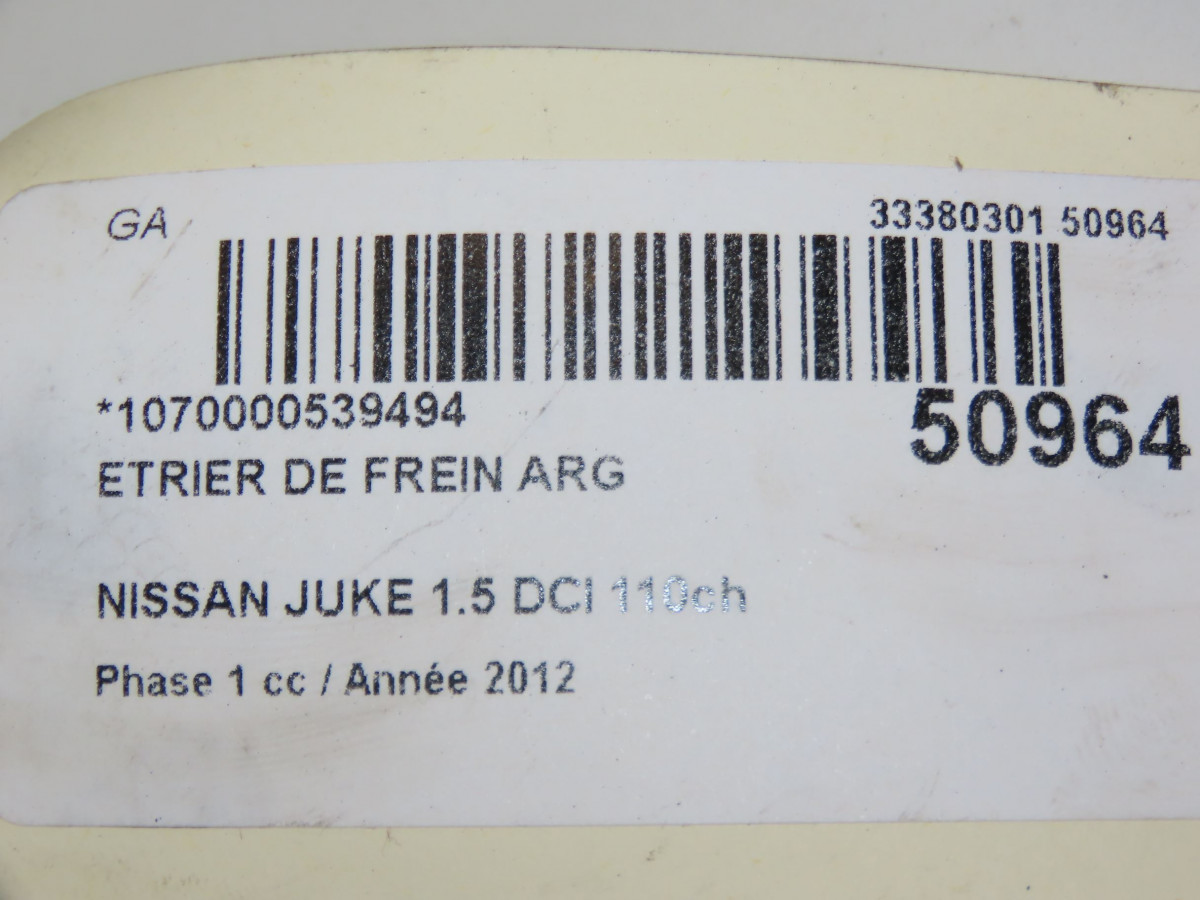 GA
33380301 50964
*1070000539494
50964
ETRIER DE FREIN ARG
NISSAN JUKE 1.5 DCI 110ch
Phase 1 cc / Année 2012